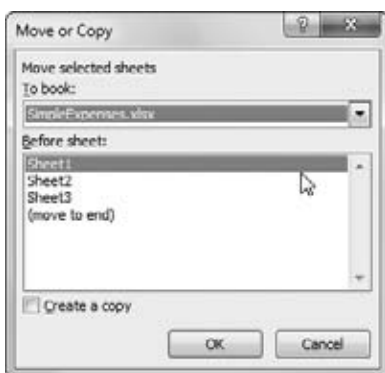 Move or Copy
Move selected sheets
To book:
SimpleExpenses.xlsx
Before sheet:
Sheet1
Sheet2
Sheet3
(move to end)
Create a copy
OK
Cancel